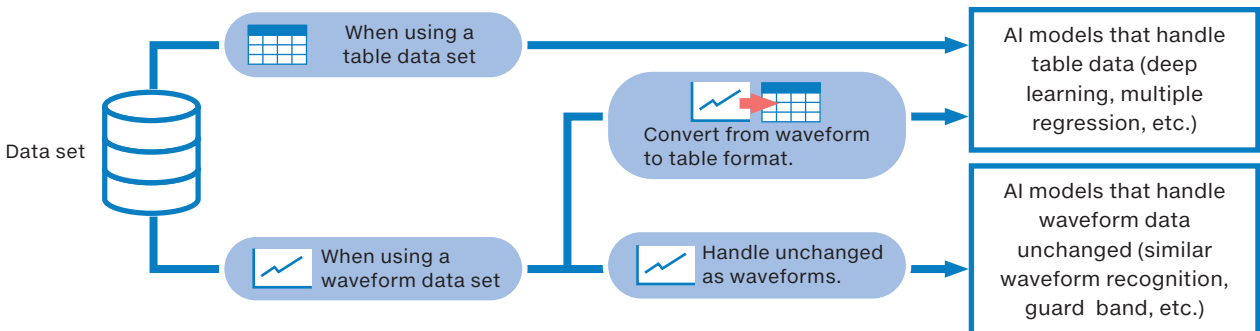 Data set
When using a
table data set
When using a
waveform data set
Convert from waveform
to table format.
Handle unchanged
as waveforms.
AI models that handle
table data (deep
learning, multiple
regression, etc.)
AI models that handle
waveform data
unchanged (similar
waveform recognition,
guard band, etc.)